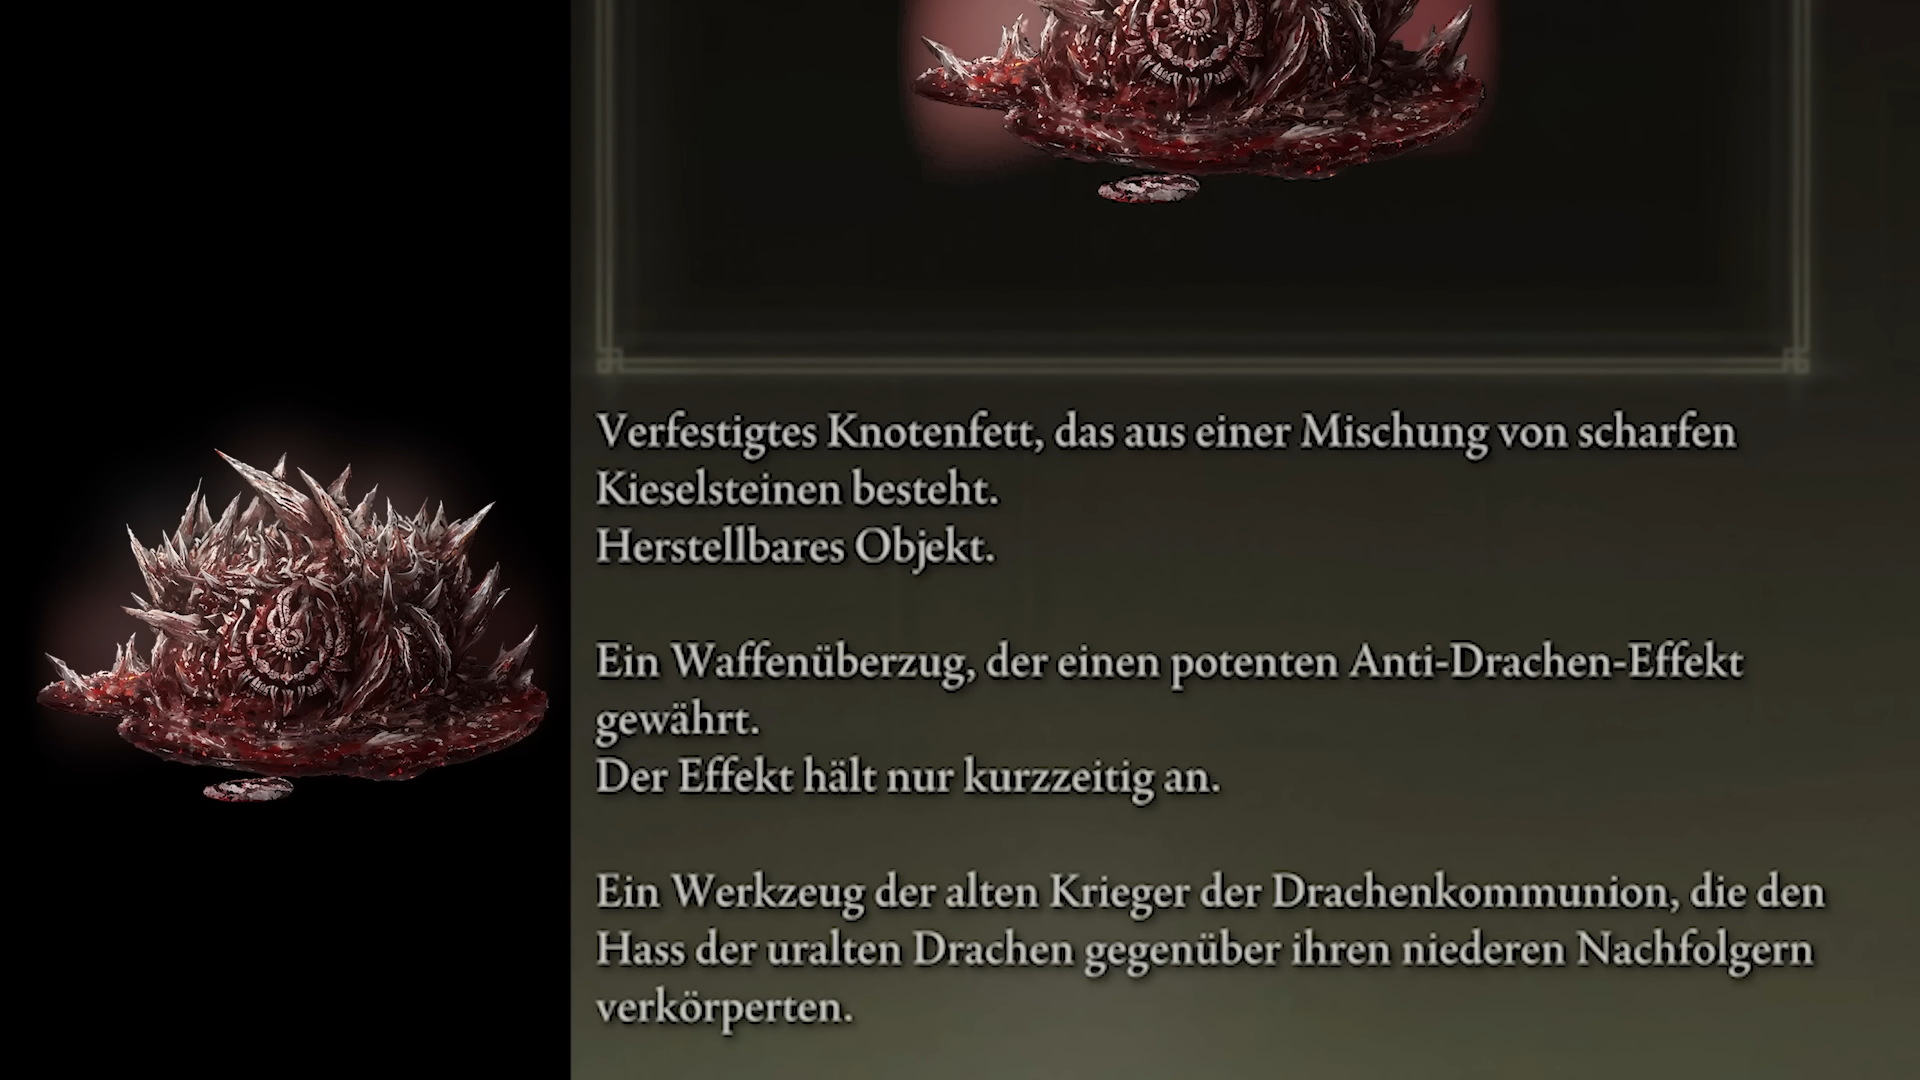 Verfestigtes Knotenfett, das aus einer Mischung von scharfen
Kieselsteinen besteht.
Herstellbares Objekt.
Ein Waffenüberzug, der einen potenten Anti-Drachen-Effekt
gewährt.
Der Effekt hält nur kurzzeitig an.
Ein Werkzeug der alten Krieger der Drachenkommunion, die den
Hass der uralten Drachen gegenüber ihren niederen Nachfolgern
verkörperten.